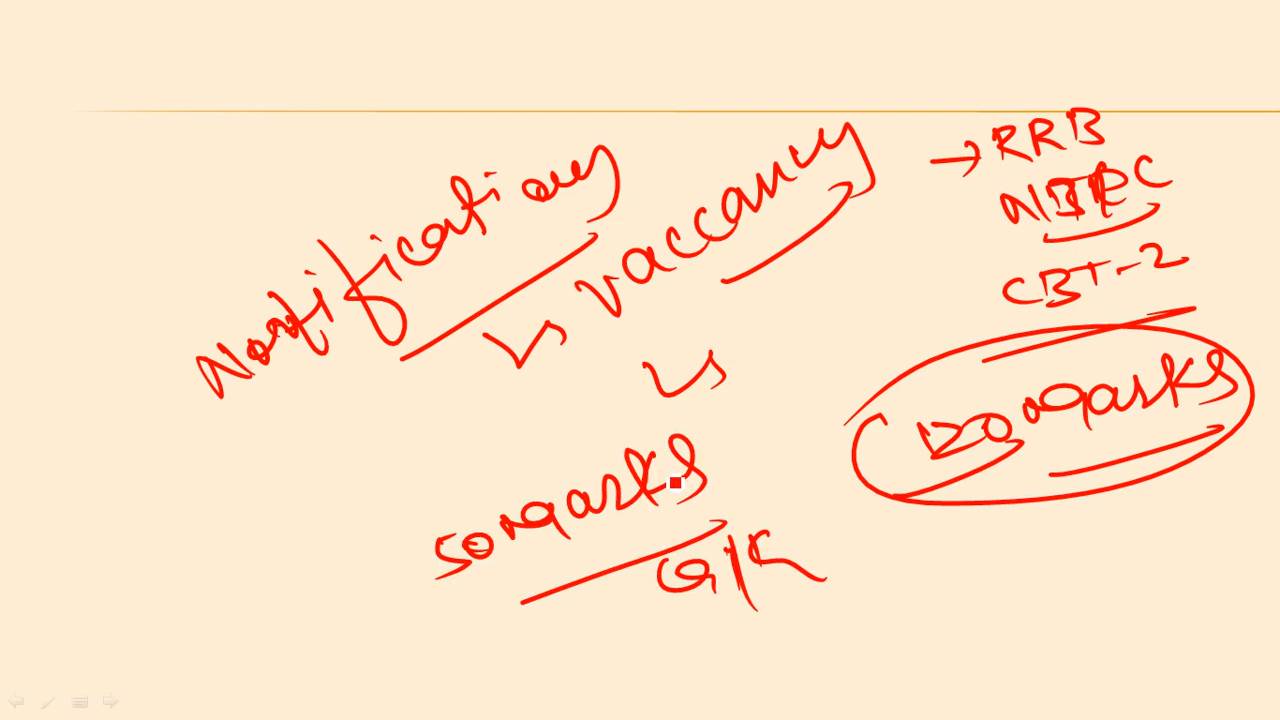 Notification
vaccancy
50 marks
G/K
→ RRB
NTPC
CBT-2
120 marks